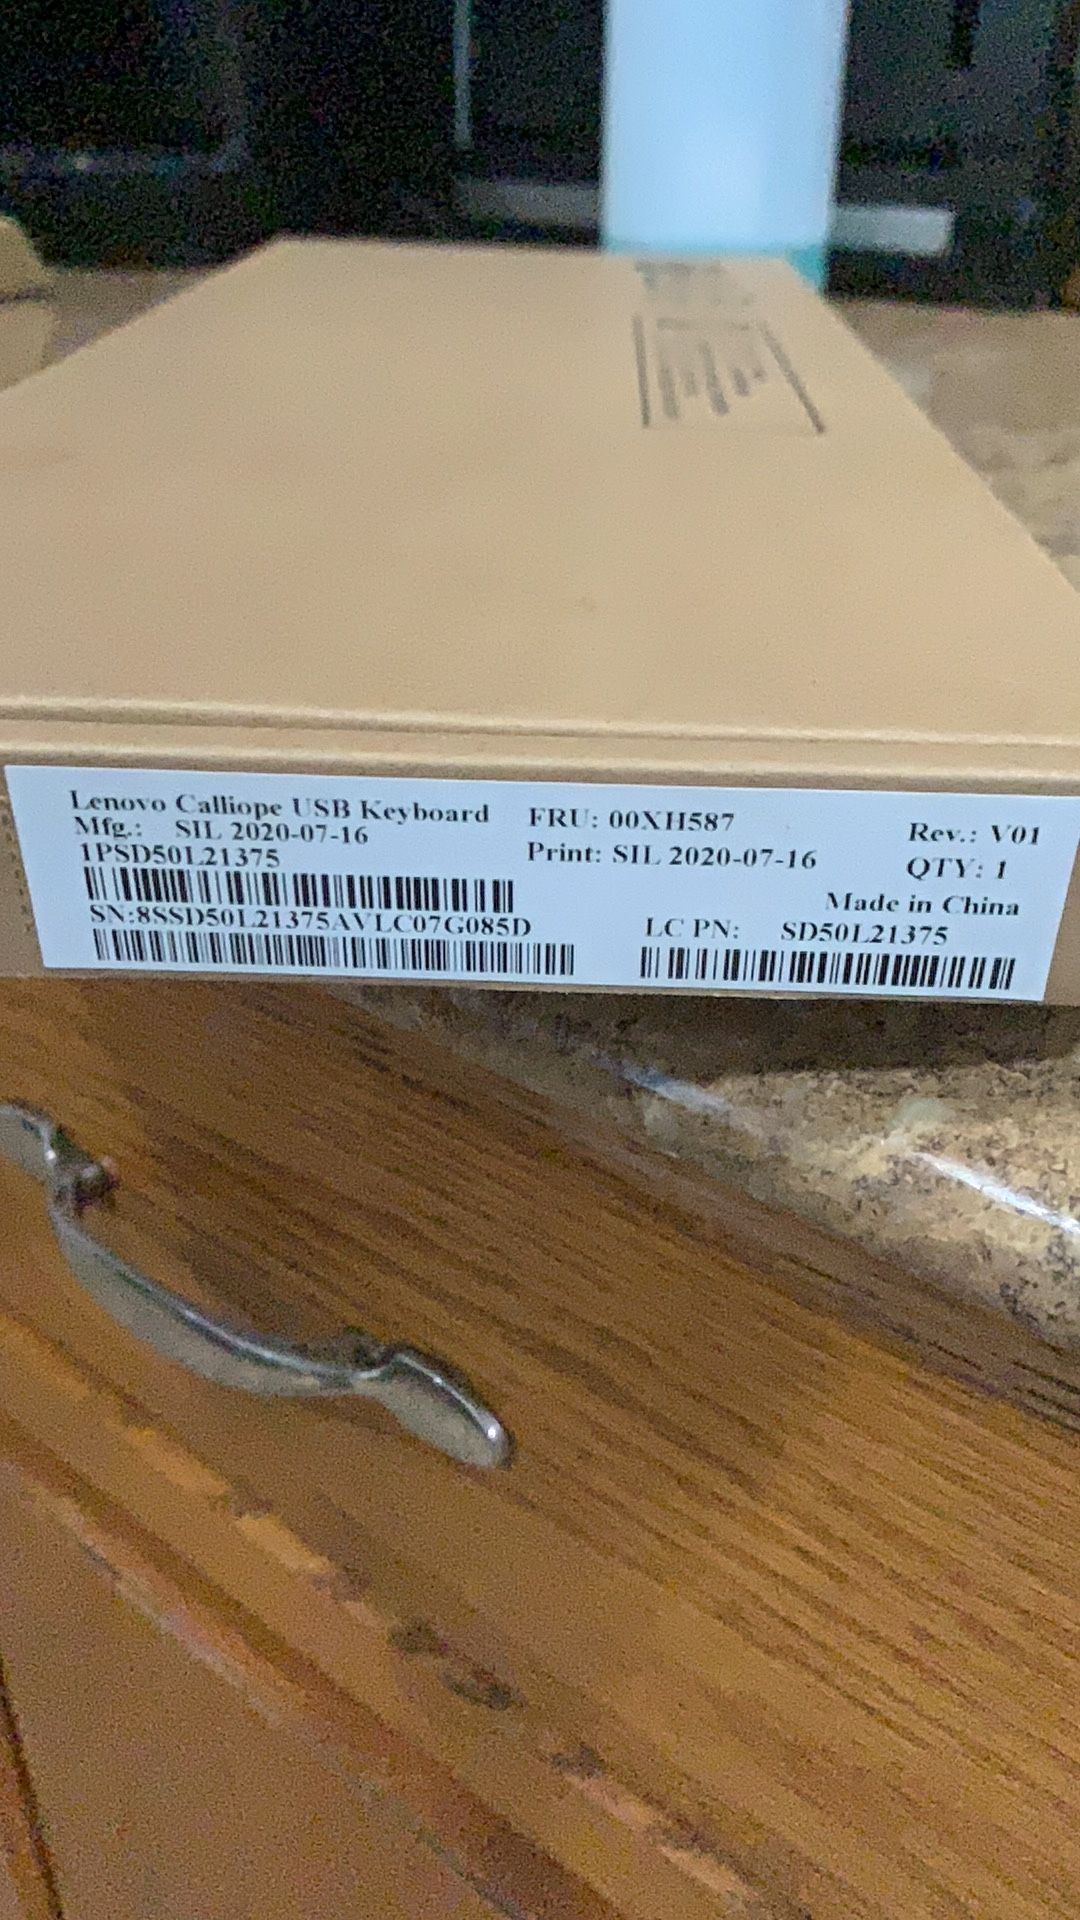 Lenovo Calliope USB Keyboard FRU: 00XH587 Rev.: V01
Mfg.: SIL 2020-07-16 Print: SIL 2020-07-16 QTY: 1
1PSD50L21375
Made in China
SN:8SSD50L21375AVLC07G085D LC PN: SD50L21375